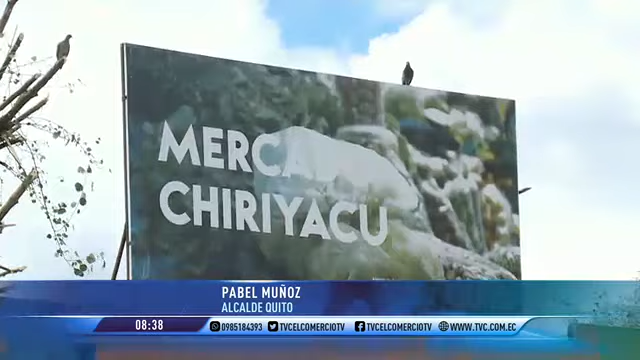 MERCA
CHIRIYACU
PABEL MUÑOZ
ALCALDE QUITO
08:38 0985184393 TVCELCOMERCIOTV TVCELCOMERCIOTV WWW.TVC.COM.EC